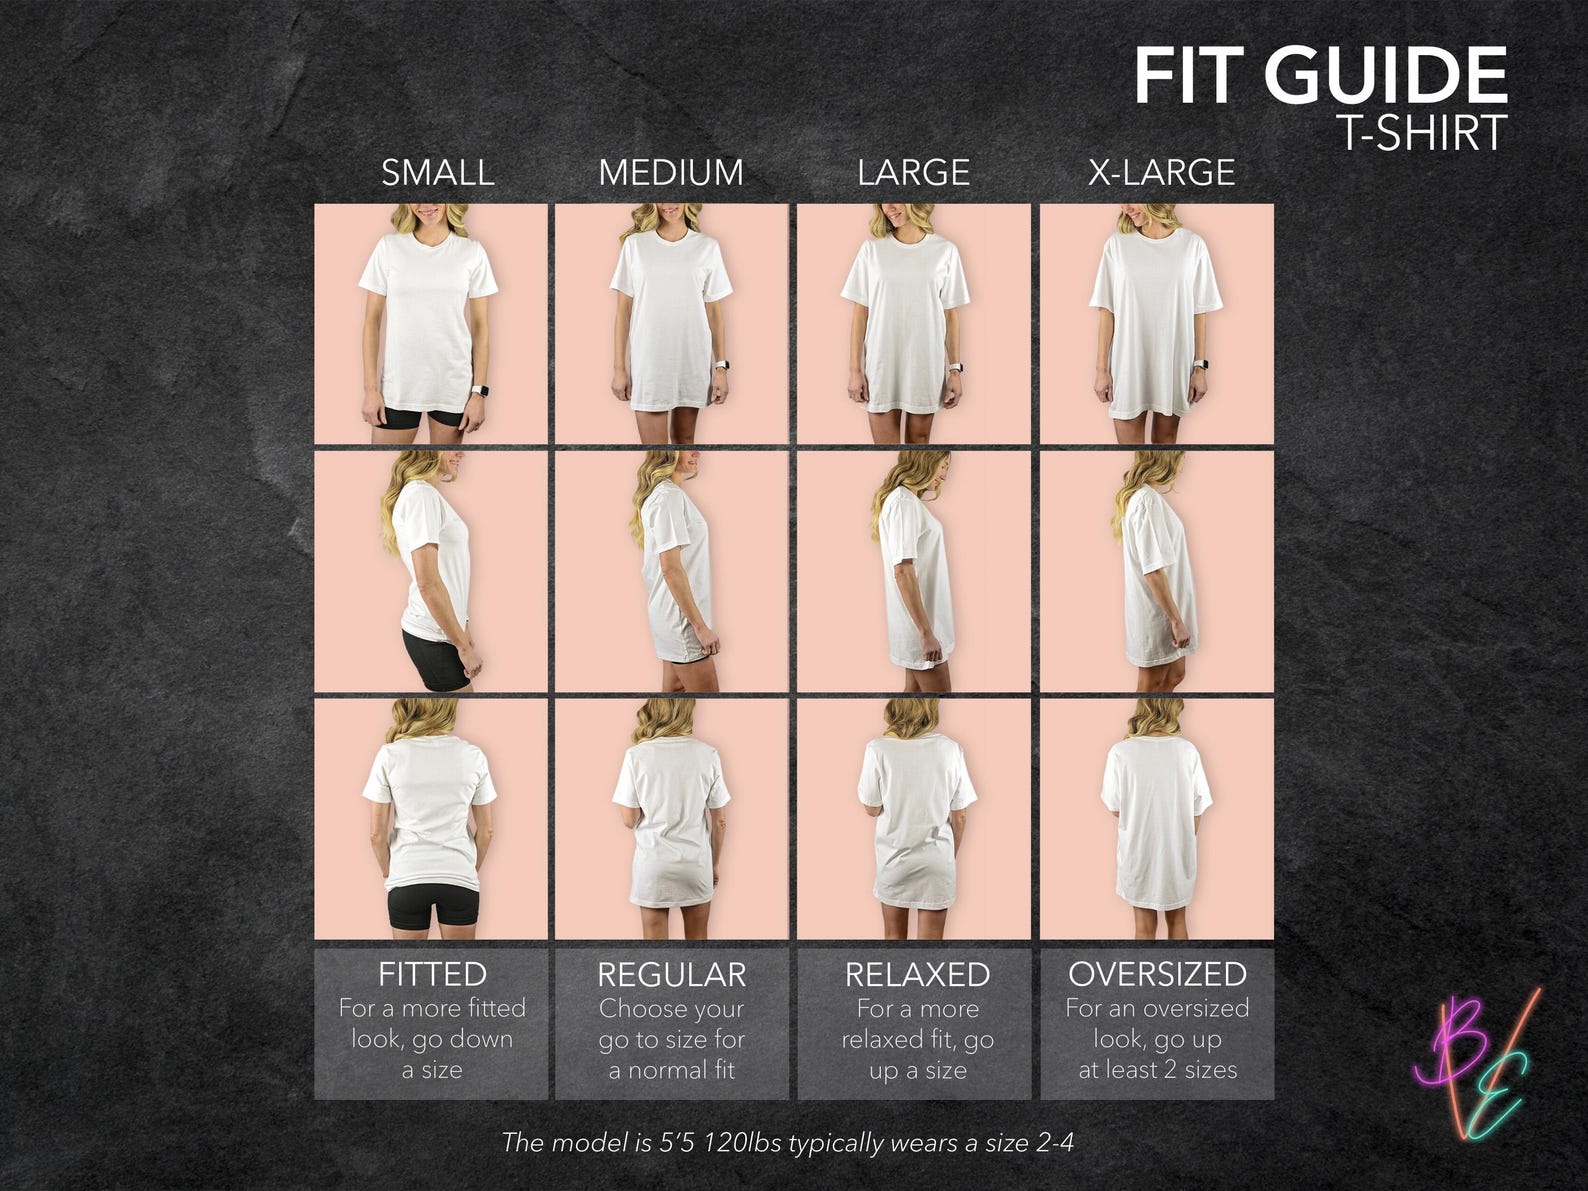 FIT GUIDE
T-SHIRT
SMALL
MEDIUM
LARGE
X-LARGE
FITTED
For a more fitted
look, go down
a size
REGULAR
Choose your
go to size for
a normal fit
RELAXED
For a more
relaxed fit, go
up a size
OVERSIZED
For an oversized
look, go up
at least 2 sizes
The model is 5'5 120lbs typically wears a size 2-4
B/E